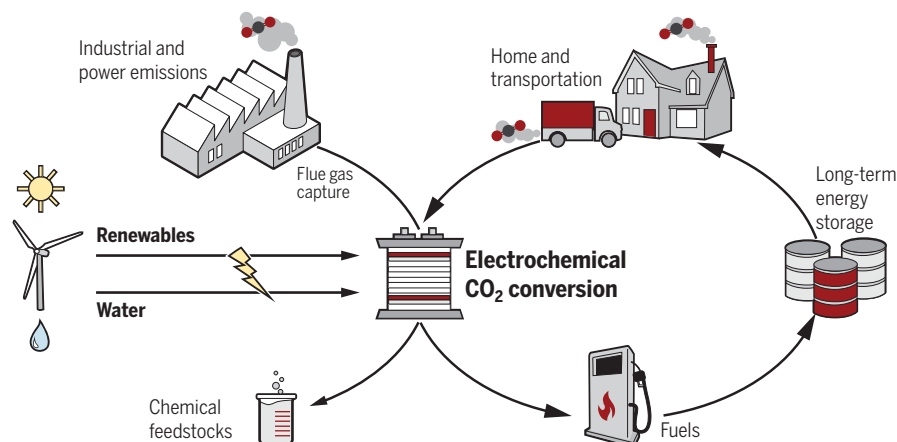 Industrial and
power emissions
Home and
transportation
Flue gas
capture
Long-term
energy
storage
Renewables
Water
Electrochemical
CO₂ conversion
Chemical
feedstocks
Fuels